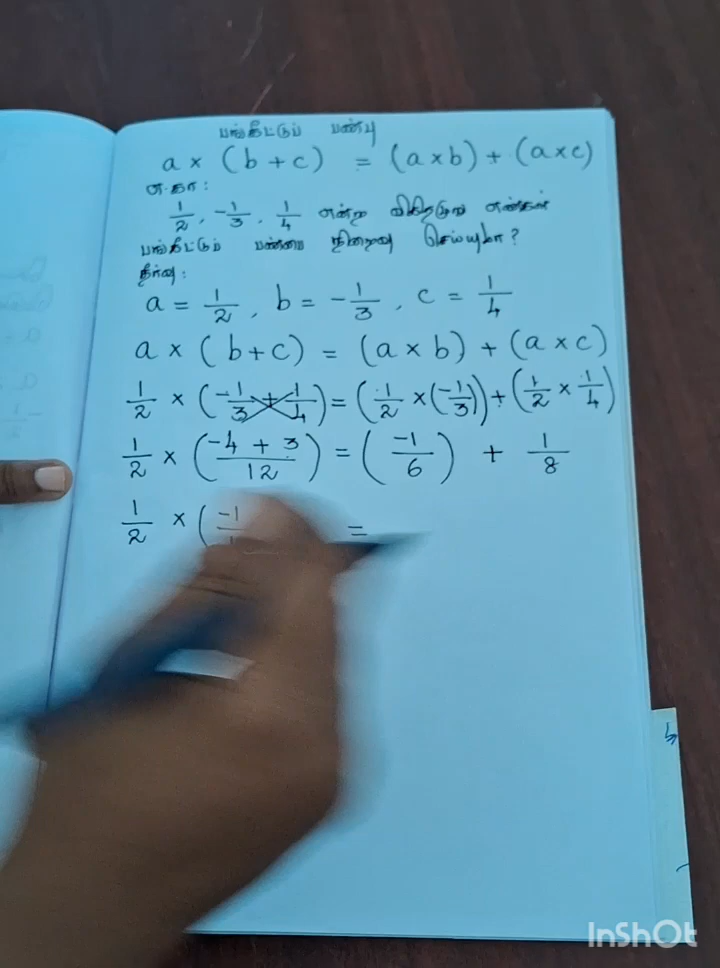 பங்கீட்டுப் பண்பு
a × (b + c) = (a×b) + (a×c)
எ.கா:
1/2, -1/3, 1/4 என்ற விகிதமுறு எண்கள்
பங்கீட்டுப் பண்பை நிறைவு செய்யுமா?
தீர்வு:
a = 1/2, b = -1/3, c = 1/4
a × (b+c) = (a × b) + (a × c)
1/2 × (-1/3 + 1/4) = (1/2 × (-1/3)) + (1/2 × 1/4)
1/2 × (-4 + 3/12) = (-1/6) + 1/8
1/2 × (-1/ =
InShOt